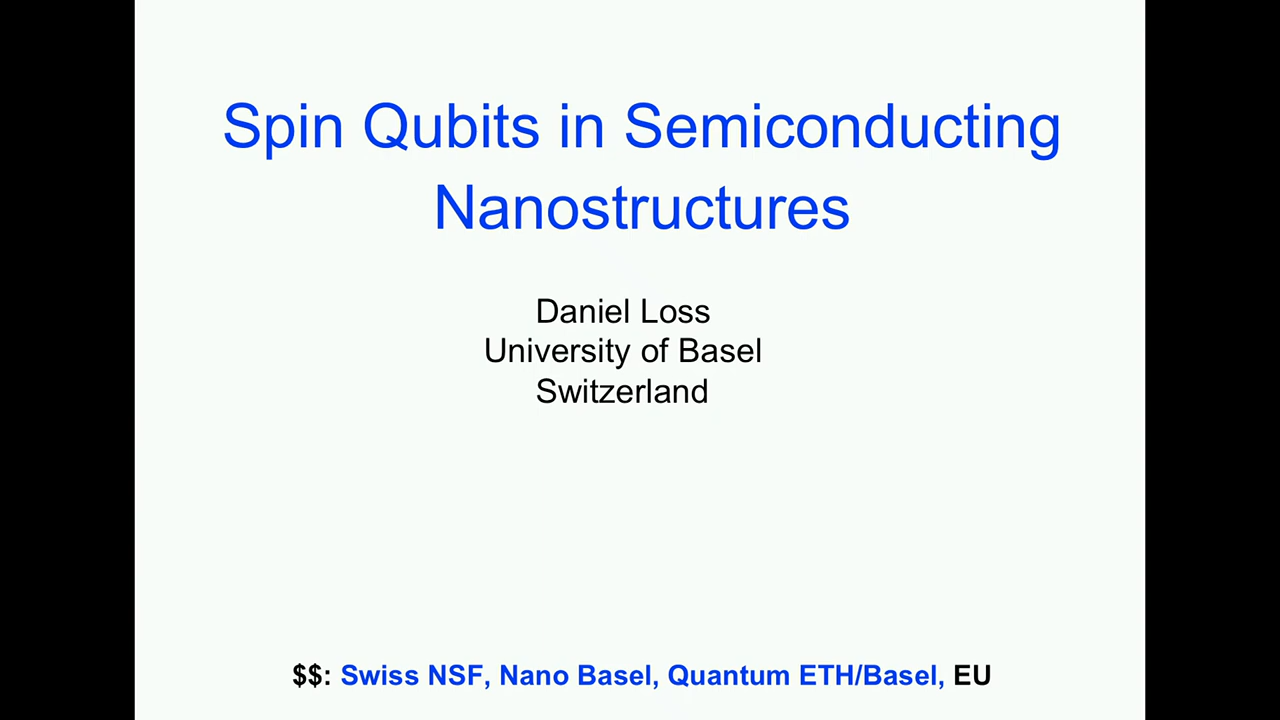 Spin Qubits in Semiconducting
Nanostructures
Daniel Loss
University of Basel
Switzerland
$$: Swiss NSF, Nano Basel, Quantum ETH/Basel, EU